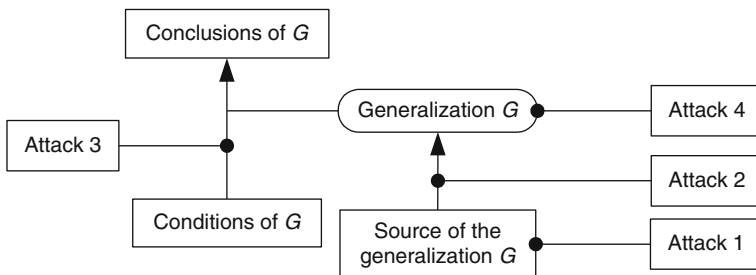 Conclusions of G
Generalization G
Attack 4
Attack 3
Attack 2
Conditions of G
Source of the
generalization G
Attack 1